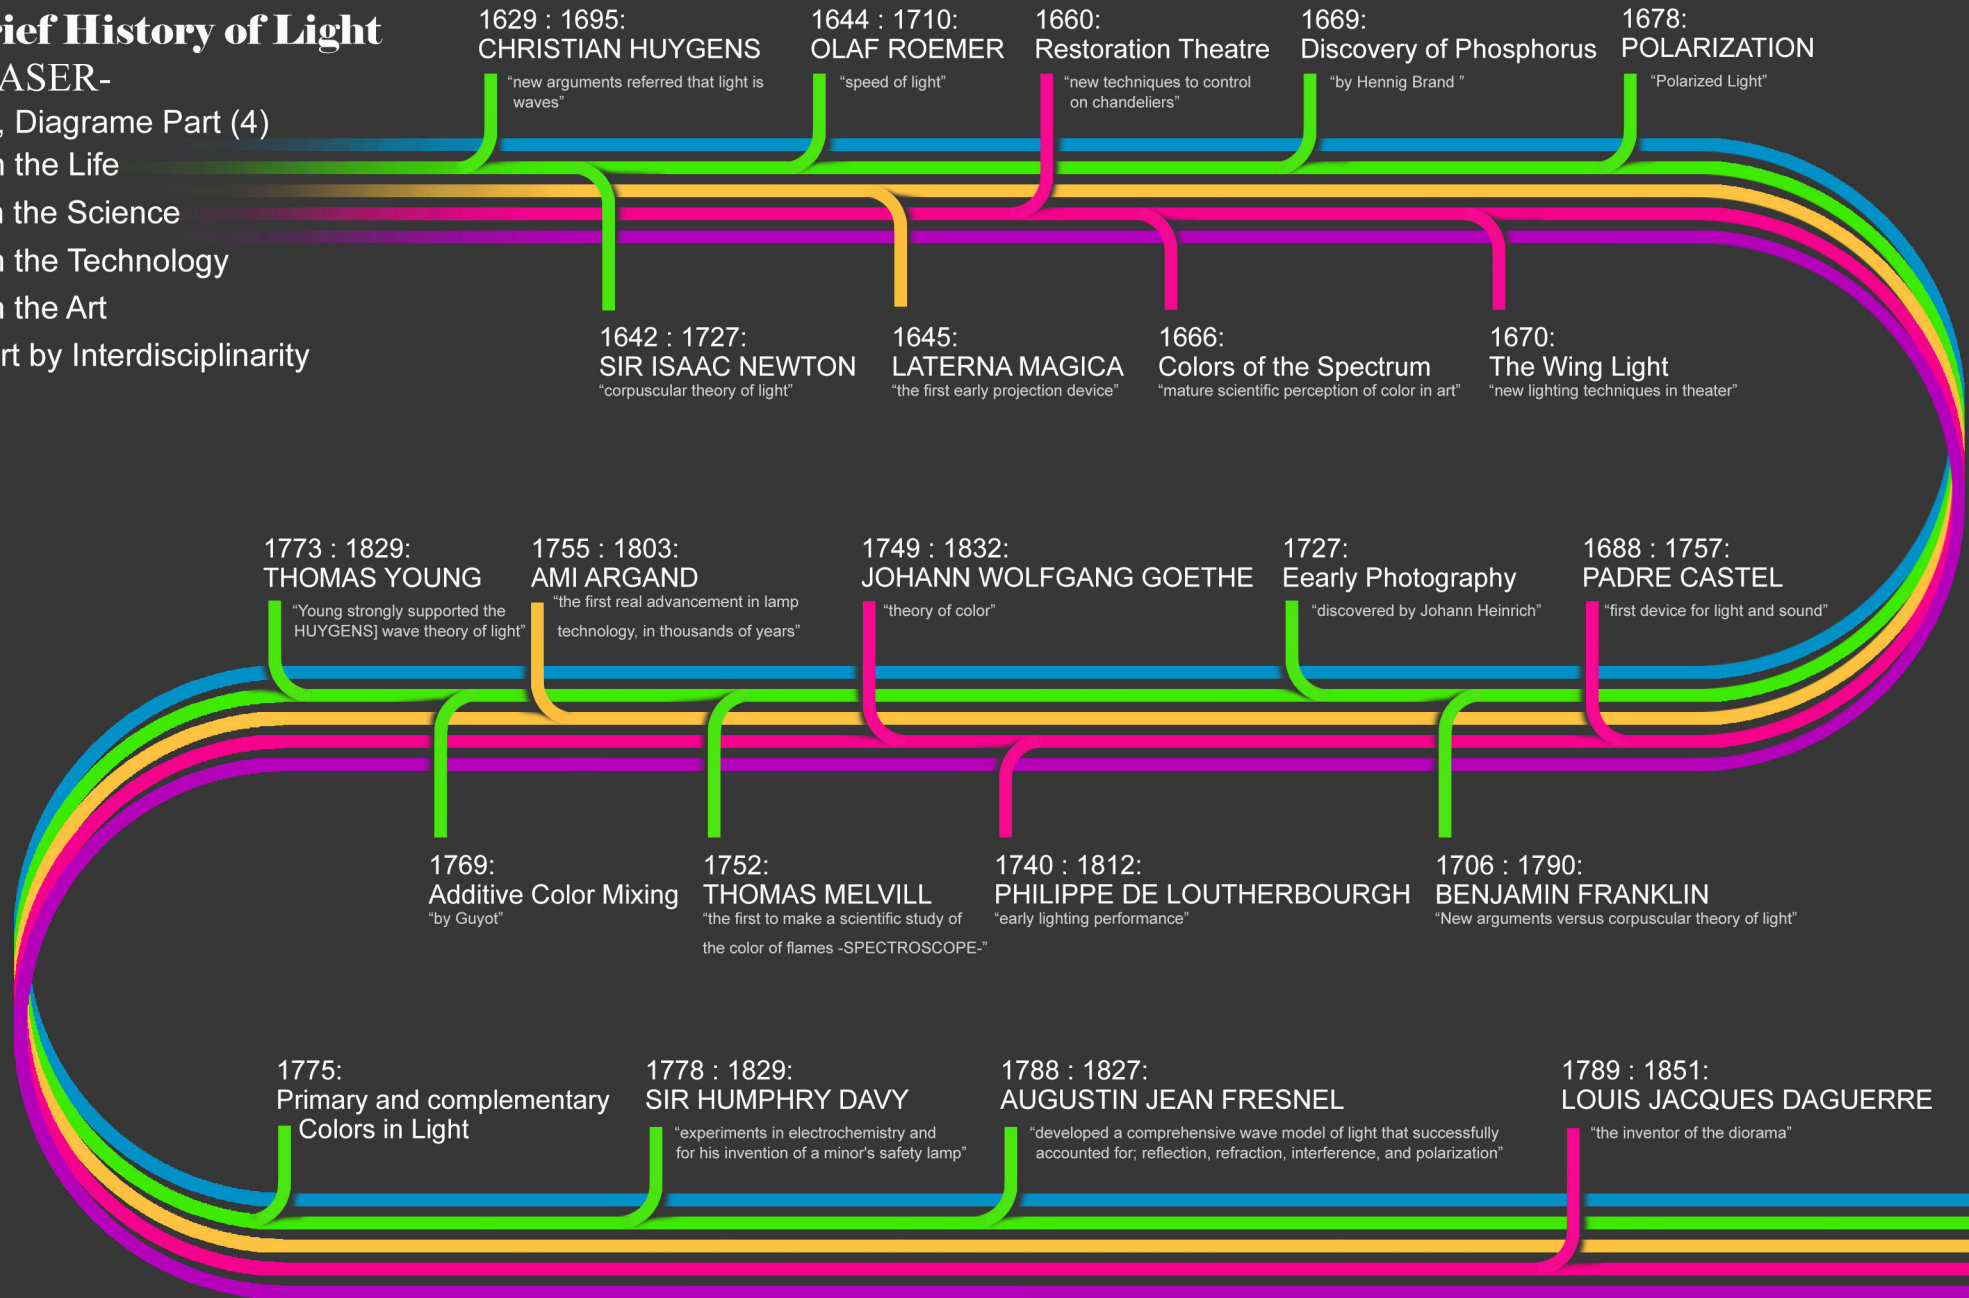 rief History of Light
ASER-
, Diagrame Part (4)
n the Life
n the Science
n the Technology
n the Art
rt by Interdisciplinarity
1629 : 1695:
CHRISTIAN HUYGENS
“new arguments referred that light is
waves”
1644 : 1710:
OLAF ROEMER
“speed of light”
1660:
Restoration Theatre
“new techniques to control
on chandeliers”
1669:
Discovery of Phosphorus
“by Hennig Brand ”
1678:
POLARIZATION
“Polarized Light”
1642 : 1727:
SIR ISAAC NEWTON
“corpuscular theory of light”
1645:
LATERNA MAGICA
“the first early projection device”
1666:
Colors of the Spectrum
“mature scientific perception of color in art”
1670:
The Wing Light
“new lighting techniques in theater”
1773 : 1829:
THOMAS YOUNG
“Young strongly supported the
HUYGENS] wave theory of light”
1755 : 1803:
AMI ARGAND
“the first real advancement in lamp
technology, in thousands of years”
1749 : 1832:
JOHANN WOLFGANG GOETHE
“theory of color”
1727:
Eearly Photography
“discovered by Johann Heinrich”
1688 : 1757:
PADRE CASTEL
“first device for light and sound”
1769:
Additive Color Mixing
“by Guyot”
1752:
THOMAS MELVILL
“the first to make a scientific study of
the color of flames -SPECTROSCOPE-”
1740 : 1812:
PHILIPPE DE LOUTHERBOURGH
“early lighting performance”
1706 : 1790:
BENJAMIN FRANKLIN
“New arguments versus corpuscular theory of light”
1775:
Primary and complementary
Colors in Light
1778 : 1829:
SIR HUMPHRY DAVY
“experiments in electrochemistry and
for his invention of a minor's safety lamp”
1788 : 1827:
AUGUSTIN JEAN FRESNEL
“developed a comprehensive wave model of light that successfully
accounted for; reflection, refraction, interference, and polarization”
1789 : 1851:
LOUIS JACQUES DAGUERRE
“the inventor of the diorama”